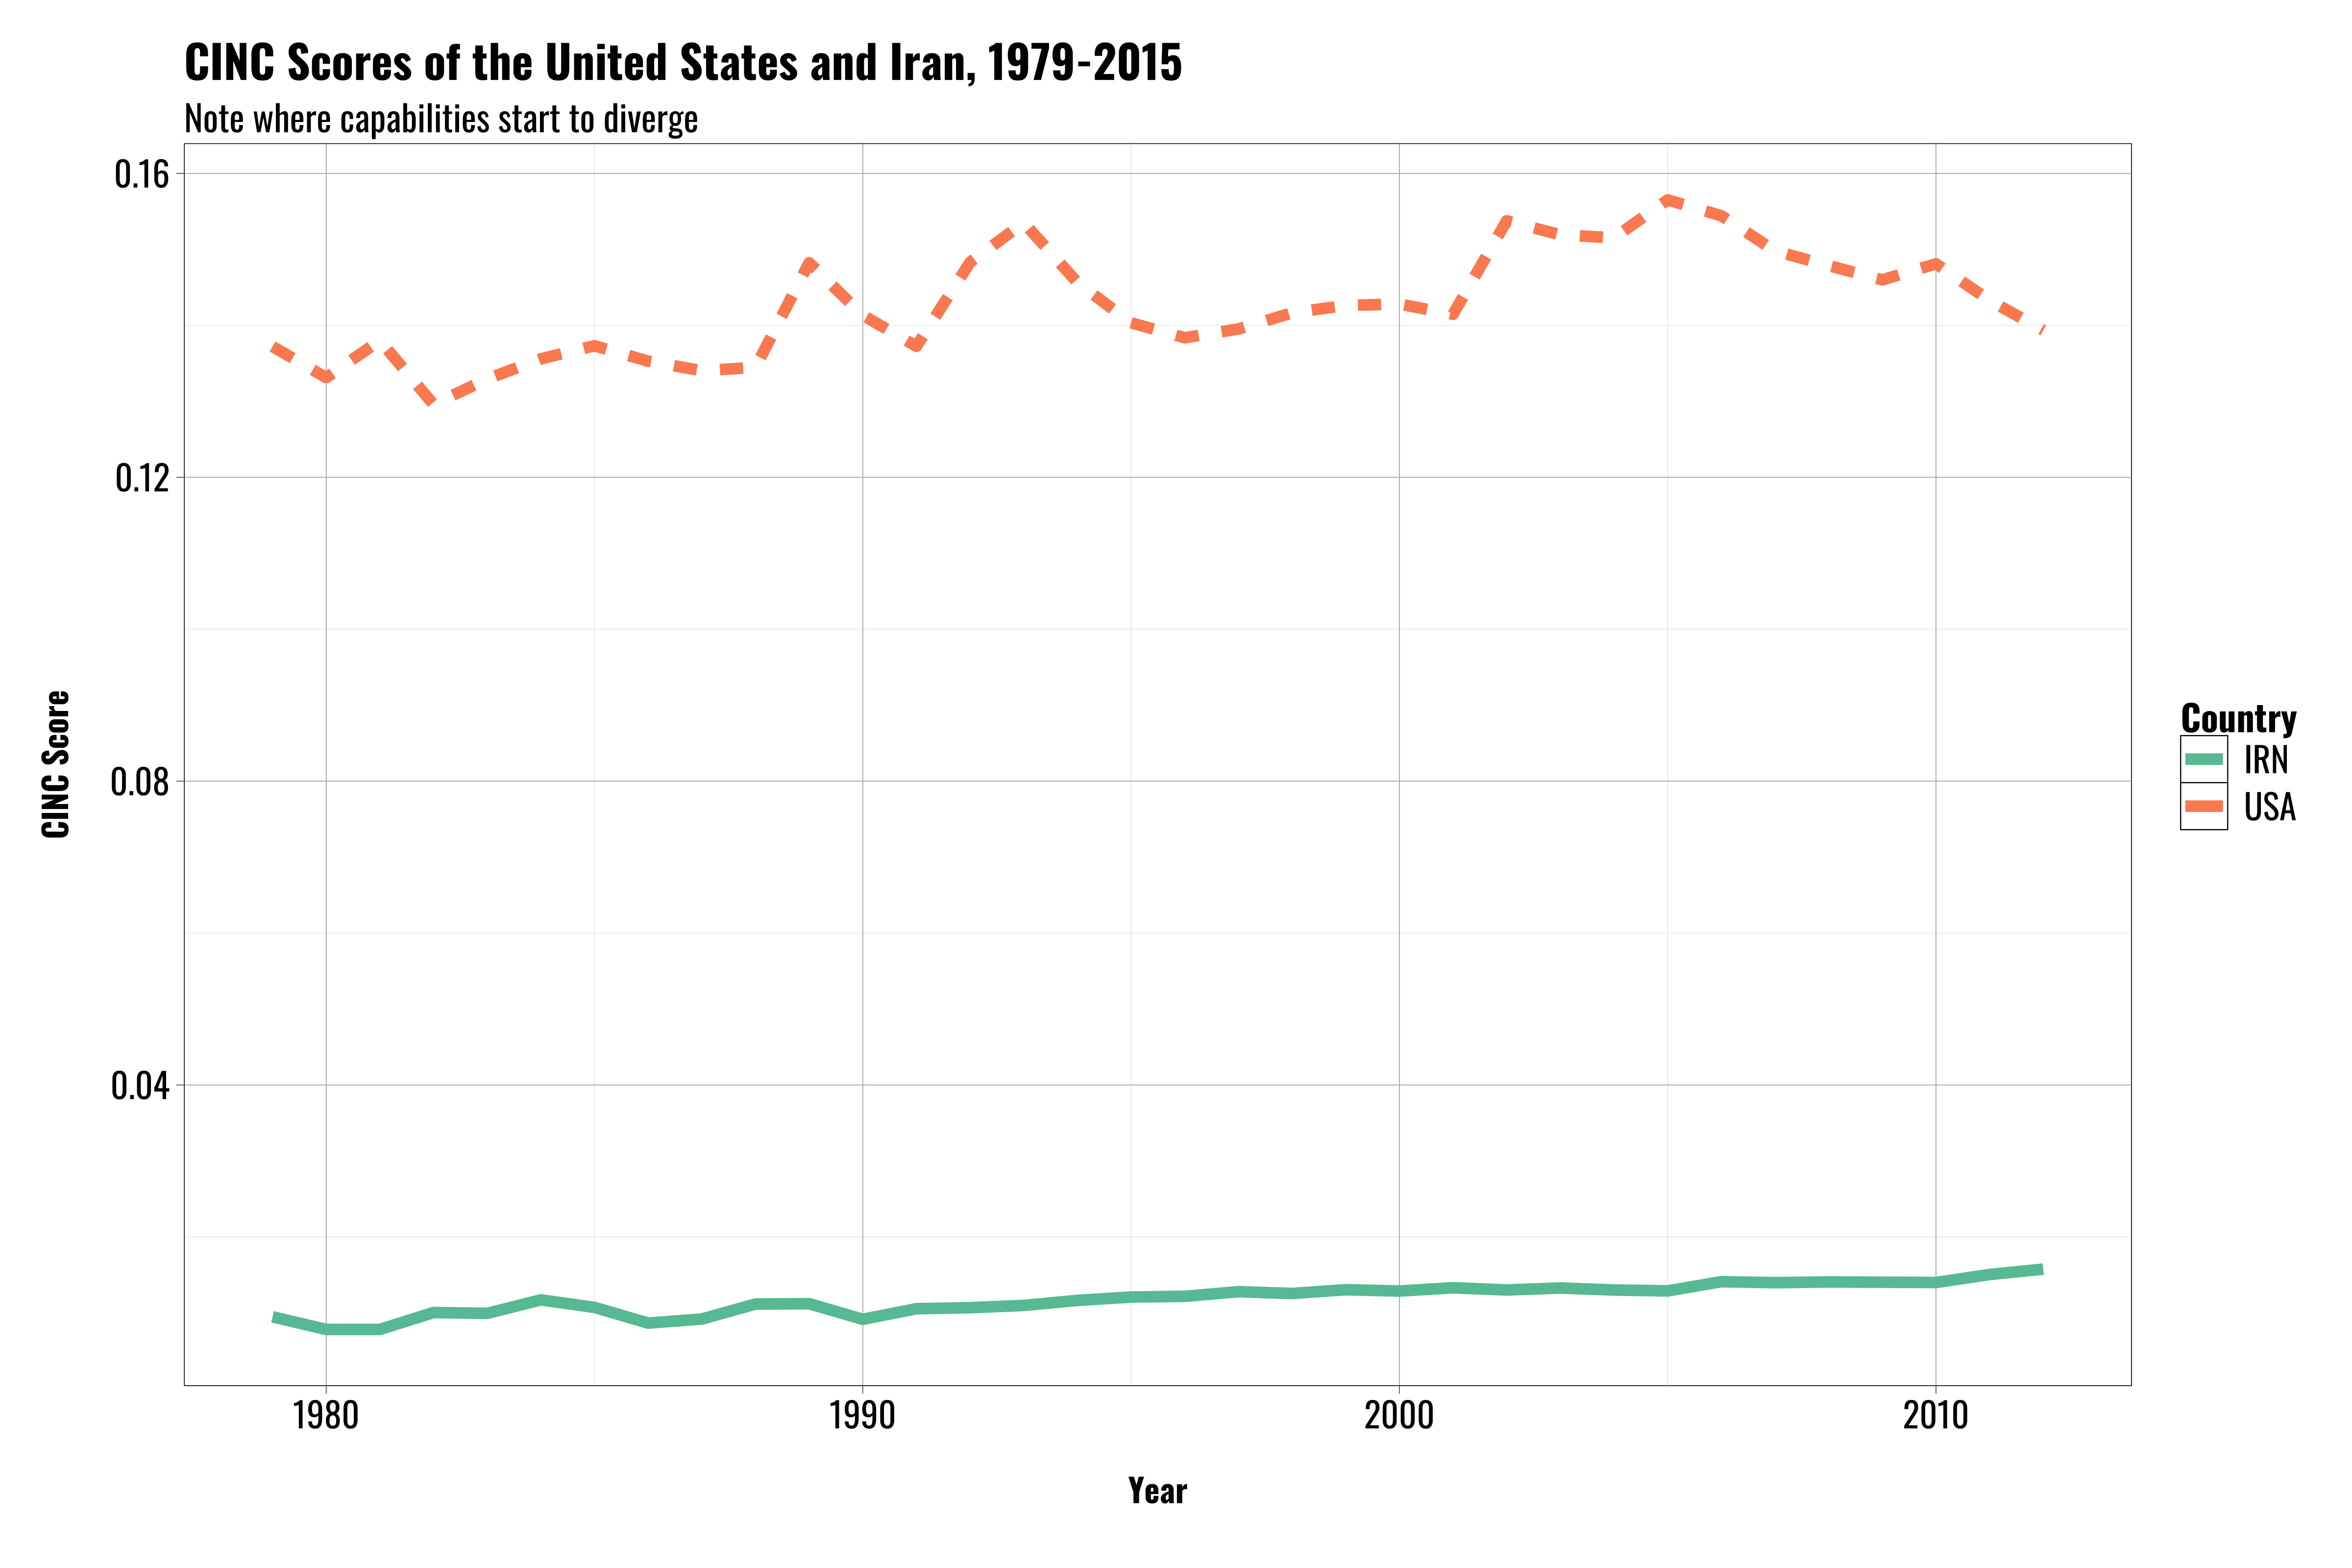 CINC Scores of the United States and Iran, 1979-2015
Note where capabilities start to diverge
0.16
0.12
0.08
0.04
CINC Score
1980
1990
2000
2010
Year
Country
IRN
USA